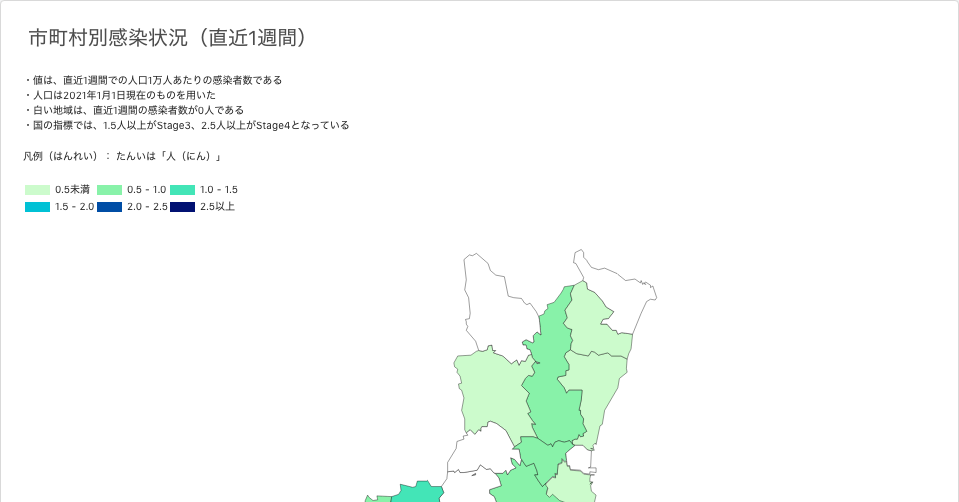 市町村別感染状況（直近1週間）
・値は、直近1週間での人口1万人あたりの感染者数である
・人口は2021年1月1日現在のものを用いた
・白い地域は、直近1週間の感染者数が0人である
・国の指標では、1.5人以上がStage3、2.5人以上がStage4となっている
凡例（はんれい）： たんいは「人（にん）」
0.5未満 0.5 - 1.0 1.0 - 1.5
1.5 - 2.0 2.0 - 2.5 2.5以上